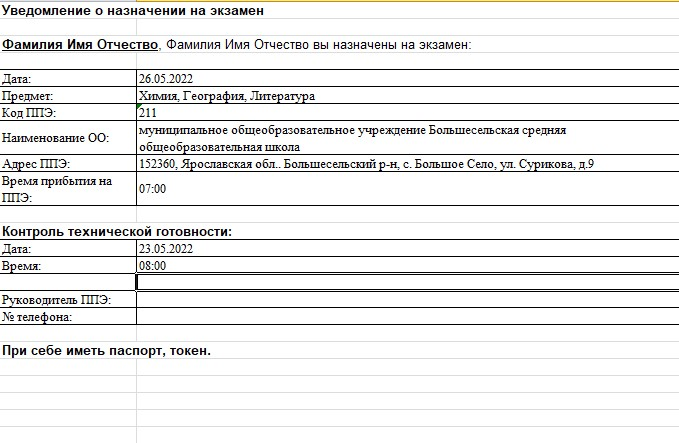 Уведомление о назначении на экзамен
Фамилия Имя Отчество, Фамилия Имя Отчество вы назначены на экзамен:
Дата: 26.05.2022
Предмет: Химия, География, Литература
Код ППЭ: 211
Наименование ОО: муниципальное общеобразовательное учреждение Большесельская средняя
общеобразовательная школа
Адрес ППЭ: 152360, Ярославская обл.. Большесельский р-н, с. Большое Село, ул. Сурикова, д.9
Время прибытия на
ППЭ: 07:00
Контроль технической готовности:
Дата: 23.05.2022
Время: 08:00
Руководитель ППЭ:
№ телефона:
При себе иметь паспорт, токен.